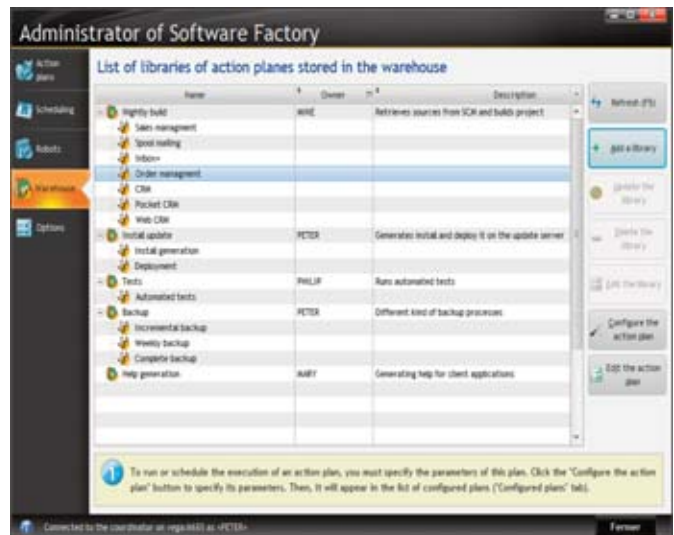 Administrator of Software Factory
Action plans
Scheduling
Robots
Warehouse
Options
List of libraries of action planes stored in the warehouse
Name Owner Description
Nightly build MIKE Retrieves sources from SCM and builds project
Sales managment
Spool mailing
Inbox+
Order managment
CRM
Pocket CRM
Web CRM
Install update PETER Generates install and deploy it on the update server
Install generation
Deployment
Tests PHILIP Runs automated tests
Automated tests
Backup PETER Different kind of backup processes
Incremental backup
Weekly backup
Complete backup
Help generation MARY Generating help for client applications
Refresh (F5)
Add a library
Update the library
Delete the library
Edit the library
Configure the action plan
Edit the action plan
To run or schedule the execution of an action plan, you must specify the parameters of this plan. Click the "Configure the action
plan" button to specify its parameters. Then, it will appear in the list of configured plans ("Configured plans" tab).
Connected to the coordinator on as «PETER»
Fermer